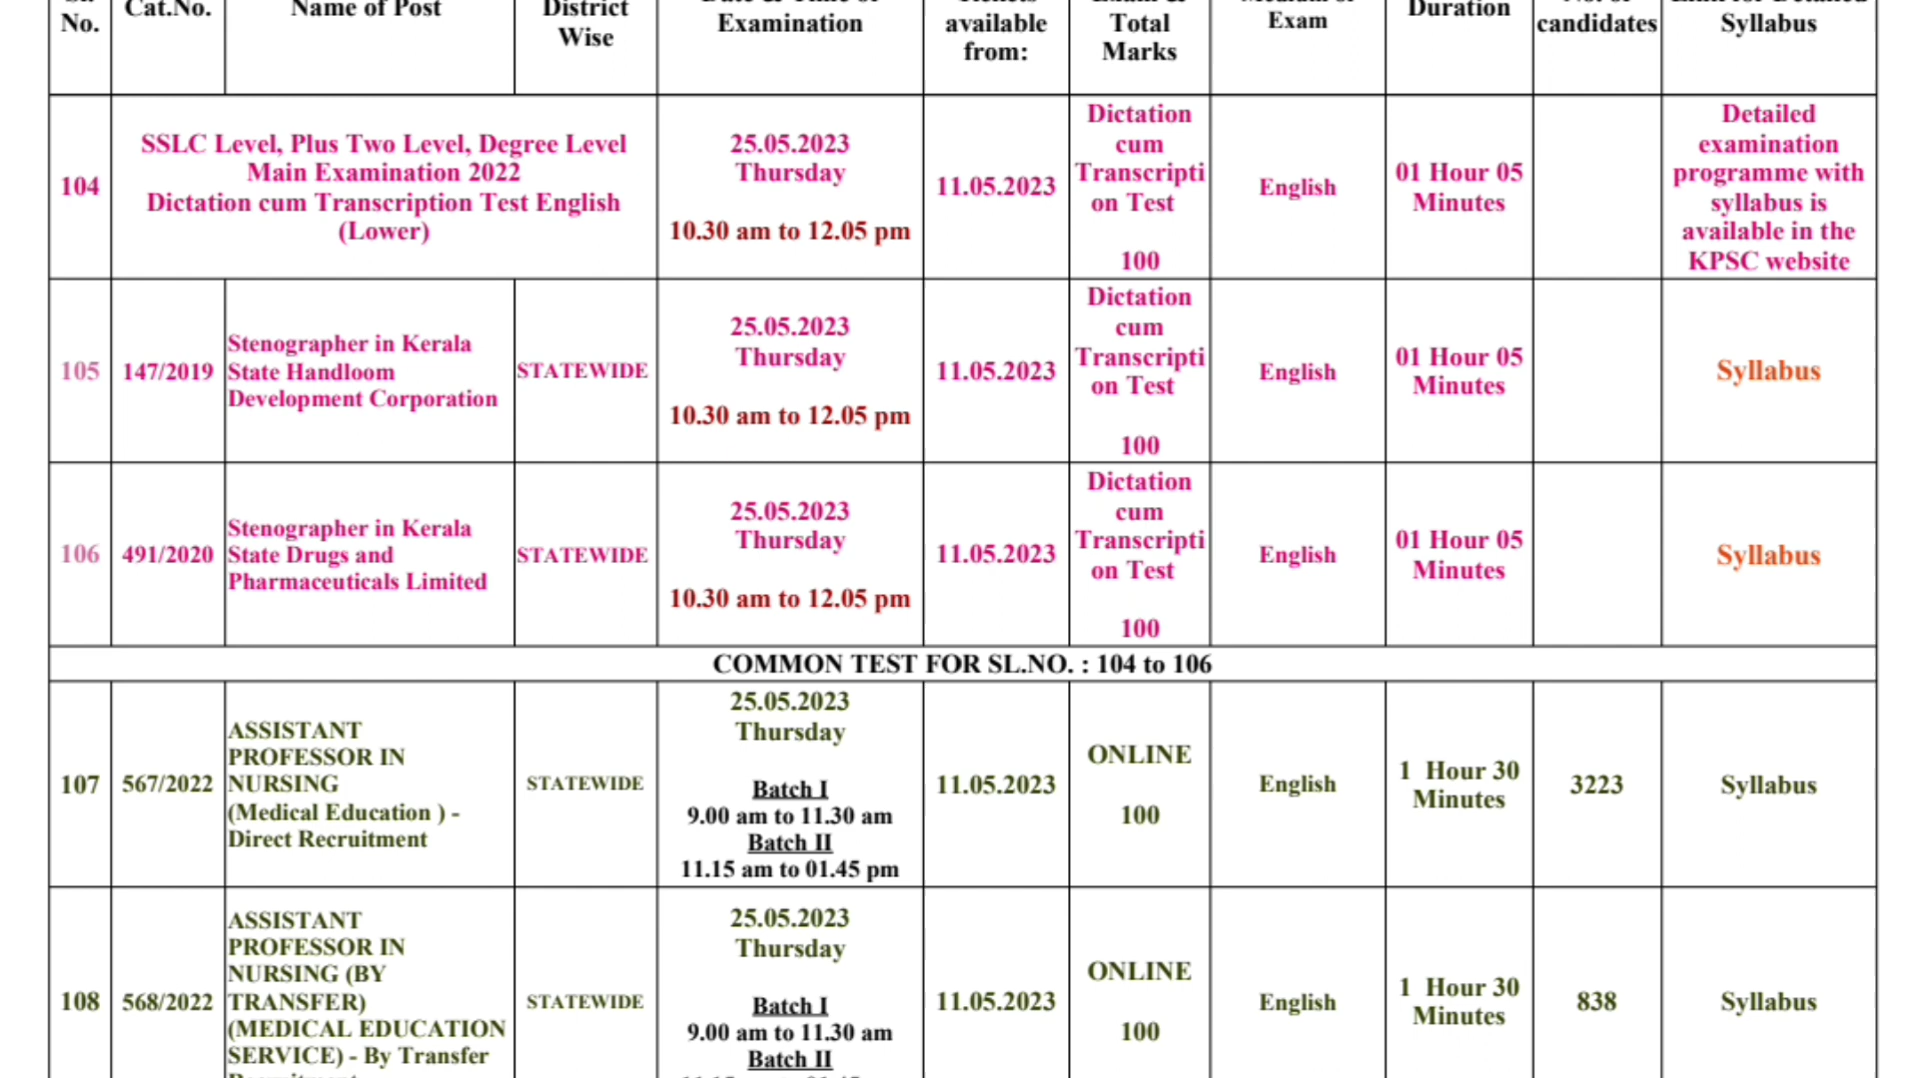 No.
Cat.No.
Name of Post
District
Wise
Examination
available
from:
Total
Marks
Exam
Duration
candidates
Syllabus
104
SSLC Level, Plus Two Level, Degree Level
Main Examination 2022
Dictation cum Transcription Test English
(Lower)
25.05.2023
Thursday
10.30 am to 12.05 pm
11.05.2023
Dictation
cum
Transcripti
on Test
100
English
01 Hour 05
Minutes
Detailed
examination
programme with
syllabus is
available in the
KPSC website
105
147/2019
Stenographer in Kerala
State Handloom
Development Corporation
STATEWIDE
25.05.2023
Thursday
10.30 am to 12.05 pm
11.05.2023
Dictation
cum
Transcripti
on Test
100
English
01 Hour 05
Minutes
Syllabus
106
491/2020
Stenographer in Kerala
State Drugs and
Pharmaceuticals Limited
STATEWIDE
25.05.2023
Thursday
10.30 am to 12.05 pm
11.05.2023
Dictation
cum
Transcripti
on Test
100
English
01 Hour 05
Minutes
Syllabus
COMMON TEST FOR SL.NO. : 104 to 106
107
567/2022
ASSISTANT
PROFESSOR IN
NURSING
(Medical Education ) -
Direct Recruitment
STATEWIDE
25.05.2023
Thursday
Batch I
9.00 am to 11.30 am
Batch II
11.15 am to 01.45 pm
11.05.2023
ONLINE
100
English
1 Hour 30
Minutes
3223
Syllabus
108
568/2022
ASSISTANT
PROFESSOR IN
NURSING (BY
TRANSFER)
(MEDICAL EDUCATION
SERVICE) - By Transfer
STATEWIDE
25.05.2023
Thursday
Batch I
9.00 am to 11.30 am
Batch II
11.05.2023
ONLINE
100
English
1 Hour 30
Minutes
838
Syllabus